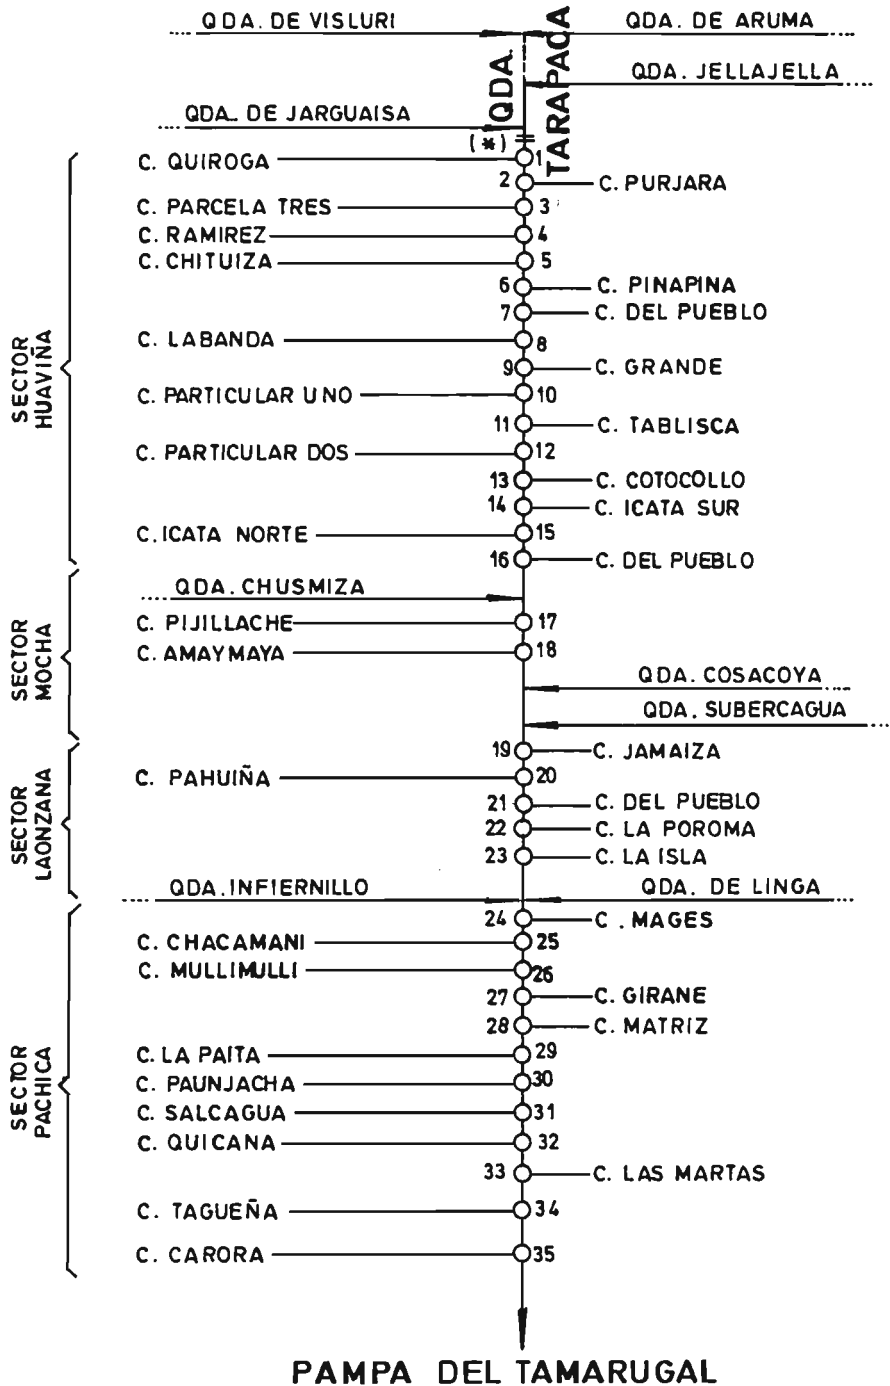 QDA. DE VISLURI
QDA. DE ARUMA
QDA. TARAPACA
QDA. JELLAJELLA
QDA. DE JARGUAISA
(*)
C. QUIROGA 1
2 C. PURJARA
C. PARCELA TRES 3
C. RAMIREZ 4
C. CHITUIZA 5
6 C. PINAPINA
7 C. DEL PUEBLO
C. LABANDA 8
9 C. GRANDE
C. PARTICULAR UNO 10
11 C. TABLISCA
C. PARTICULAR DOS 12
13 C. COTOCOLLO
14 C. ICATA SUR
C. ICATA NORTE 15
16 C. DEL PUEBLO
SECTOR
HUAVIÑA
QDA. CHUSMIZA
C. PIJILLACHE 17
C. AMAYMAYA 18
QDA. COSACOYA
QDA. SUBERCAGUA
SECTOR
MOCHA
19 C. JAMAIZA
C. PAHUIÑA 20
21 C. DEL PUEBLO
22 C. LA POROMA
23 C. LA ISLA
SECTOR
LAONZANA
QDA. INFIERNILLO
QDA. DE LINGA
24 C. MAGES
C. CHACAMANI 25
C. MULLIMULLI 26
27 C. GIRANE
28 C. MATRIZ
C. LA PAITA 29
C. PAUNJACHA 30
C. SALCAGUA 31
C. QUICANA 32
33 C. LAS MARTAS
C. TAGUEÑA 34
C. CARORA 35
SECTOR
PACHICA
PAMPA DEL TAMARUGAL